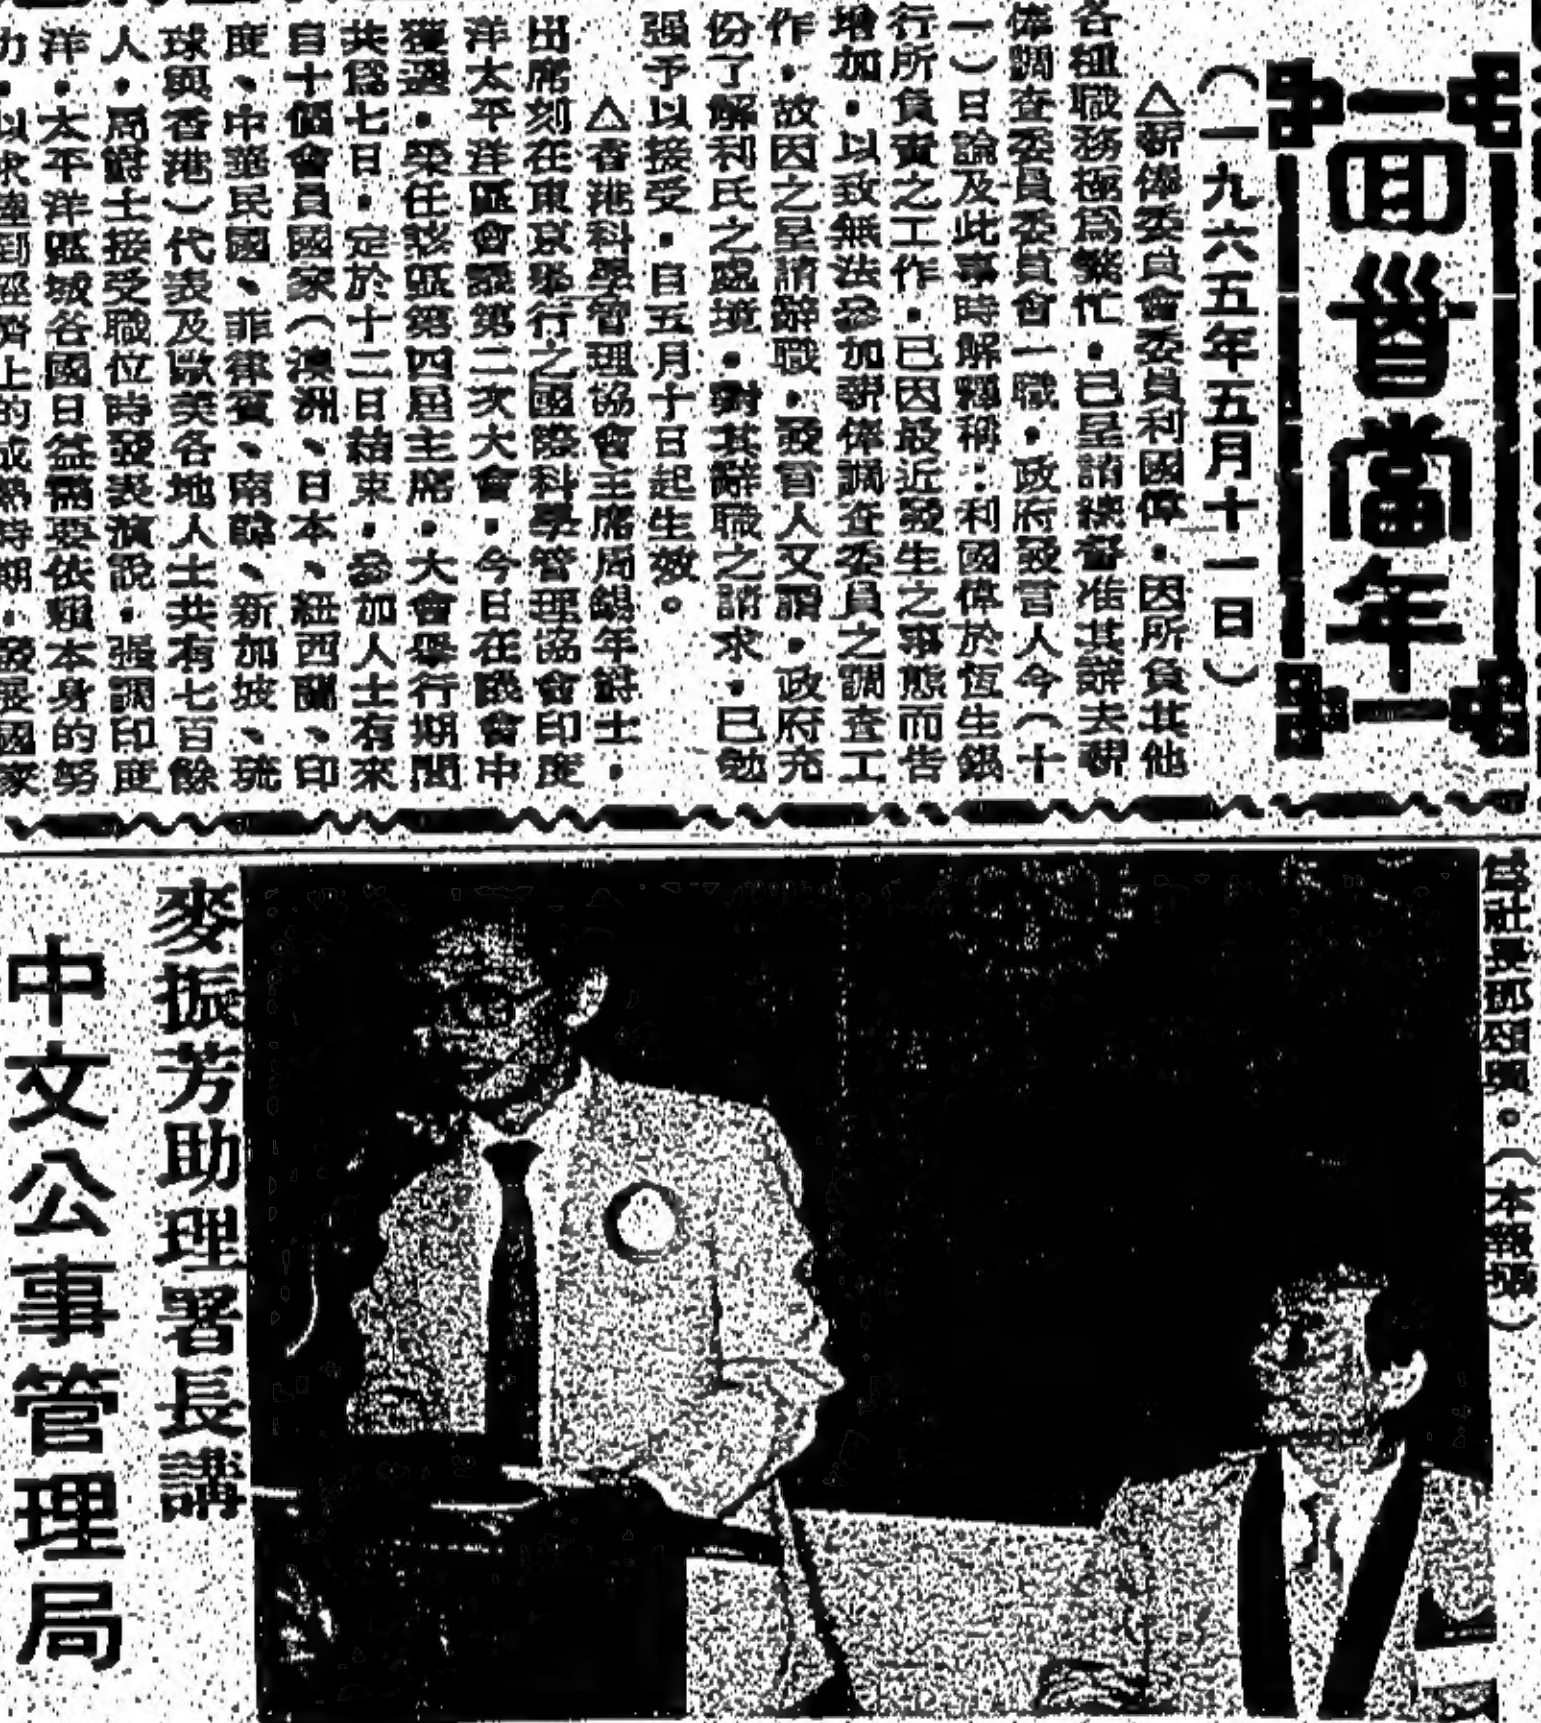 回首當年
（一九六五年五月十一日）
△薪俸委員會委員利國偉．因所負其他
各種職務極為繁忙．已呈請總督准其辭去薪
俸調查委員會一職．政府發言人今（十
一）日論及此事時解釋稱：利國偉於恆生銀
行所負責之工作．已因最近發生之事態而告
增加．以致無法參加薪俸調查委員之調查工
作．故因之呈請辭職．發言人又謂．政府充
份了解利氏之處境．對其辭職之請求．已勉
强予以接受．自五月十日起生效。
△香港科學管理協會主席周錫年爵士．
出席刻在東京舉行之國際科學管理協會印度
洋太平洋區會議第二次大會．今日在議會中
獲選．榮任該區第四屆主席．大會舉行期間
共爲七日．定於十二日結束．參加人士有來
自十個會員國家（澳洲、日本、紐西蘭、印
度、中華民國、菲律賓、南韓、新加坡、琉
球與香港）代表及歐美各地人士共有七百餘
人．周爵士接受職位時發表演說．强調印度
洋．太平洋區域各國日益需要依賴本身的努
力．以求達到經濟上的成熟時期．發展國家
為社長鄧頌興。（本報攝）
麥振芳助理署長講
中文公事管理局